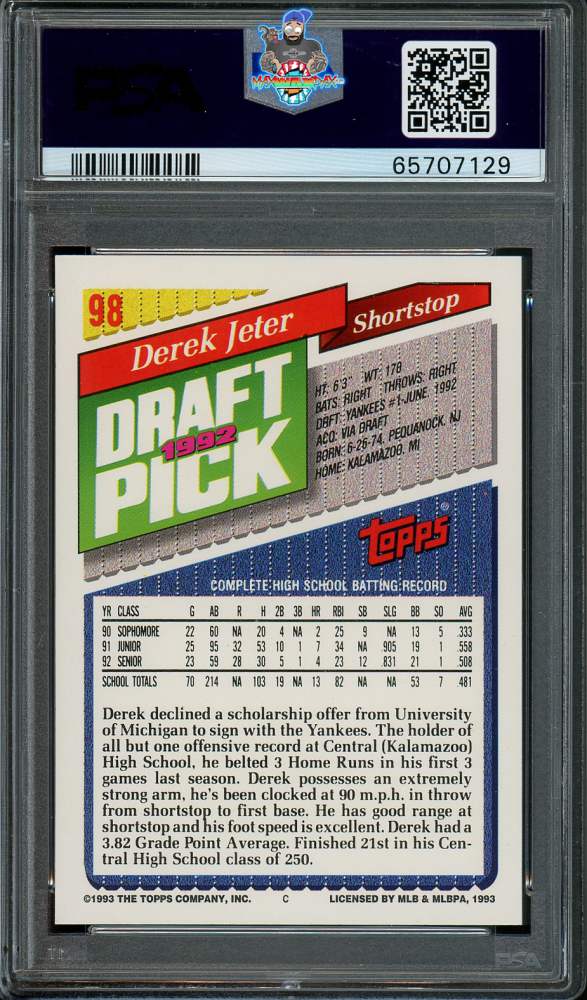 PSA
65707129
98
Derek Jeter
Shortstop
DRAFT
1992
PICK
HT: 6'3" WT: 178
BATS: RIGHT THROWS: RIGHT
DRFT: YANKEES #1-JUNE, 1992
ACQ: VIA DRAFT
BORN: 6-26-74, PEQUANOCK, NJ
HOME: KALAMAZOO, MI
TOPPS®
COMPLETE HIGH SCHOOL BATTING RECORD
YR CLASS G AB R H 2B 3B HR RBI SB SLG BB SO AVG
90 SOPHOMORE 22 60 NA 20 4 NA 2 25 9 NA 13 5 .333
91 JUNIOR 25 95 32 53 10 1 7 34 NA .905 19 1 .558
92 SENIOR 23 59 28 30 5 1 4 23 12 .831 21 1 .508
SCHOOL TOTALS 70 214 NA 103 19 NA 13 82 NA NA 53 7 .481
Derek declined a scholarship offer from University
of Michigan to sign with the Yankees. The holder of
all but one offensive record at Central (Kalamazoo)
High School, he belted 3 Home Runs in his first 3
games last season. Derek possesses an extremely
strong arm, he's been clocked at 90 m.p.h. in throw
from shortstop to first base. He has good range at
shortstop and his foot speed is excellent. Derek had a
3.82 Grade Point Average. Finished 21st in his Cen-
tral High School class of 250.
©1993 THE TOPPS COMPANY, INC. C LICENSED BY MLB & MLBPA, 1993
PSA